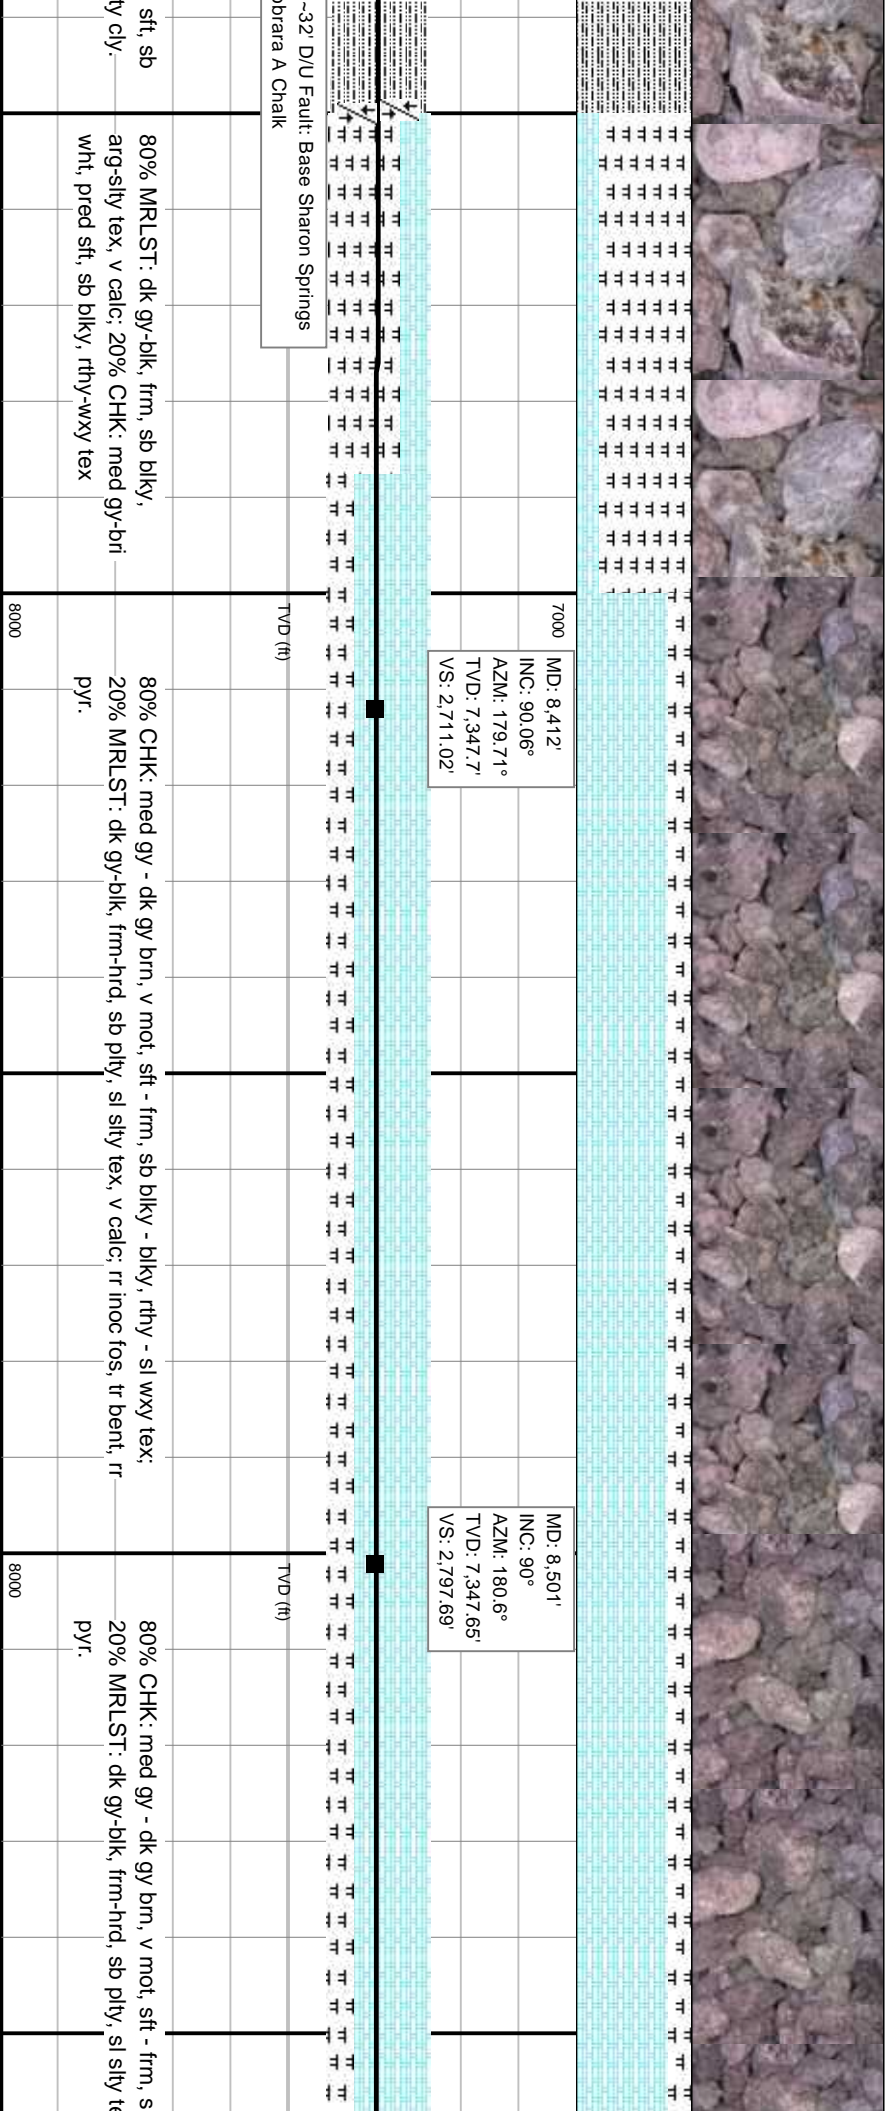 sft, sb
ty cly.
~32' D/U Fault: Base Sharon Springs
obrara A Chalk
80% MRLST: dk gy-blk, frm, sb blky,
arg-slty tex, v calc; 20% CHK: med gy-bri
wht, pred sft, sb blky, rthy-wxy tex
7000
TVD (ft)
8000
MD: 8,412'
INC: 90.06°
AZM: 179.71°
TVD: 7,347.7'
VS: 2,711.02'
80% CHK: med gy - dk gy brn, v mot, sft - frm, sb blky - blky, rthy - sl wxy tex;
20% MRLST: dk gy-blk, frm-hrd, sb plty, sl slty tex, v calc; rr inoc fos, tr bent, rr
pyr.
MD: 8,501'
INC: 90°
AZM: 180.6°
TVD: 7,347.65'
VS: 2,797.69'
TVD (ft)
8000
80% CHK: med gy - dk gy brn, v mot, sft - frm, s
20% MRLST: dk gy-blk, frm-hrd, sb plty, sl slty te
pyr.